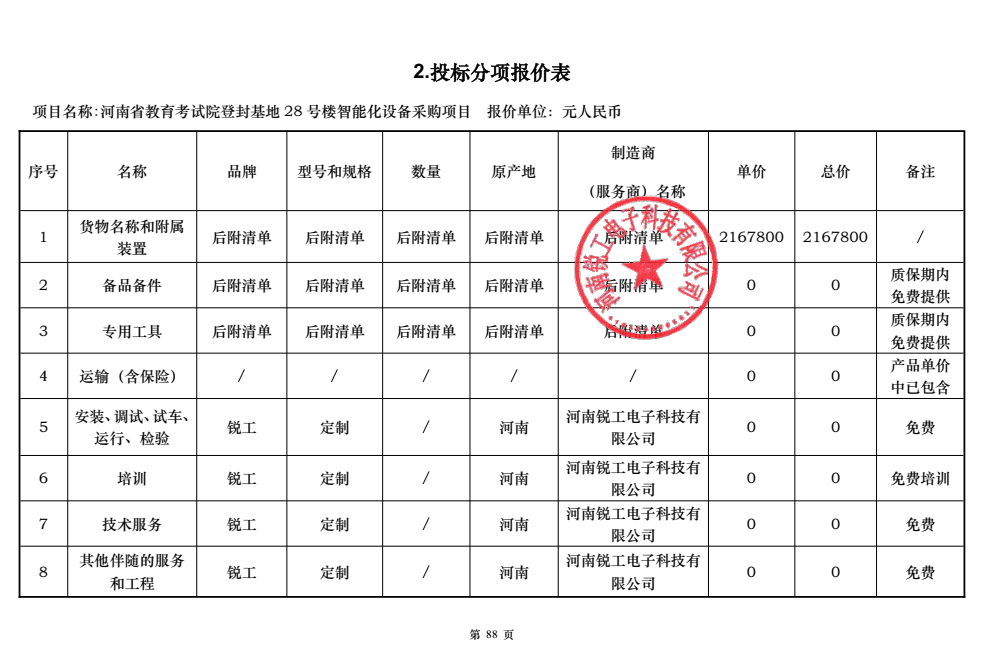 2.投标分项报价表
项目名称:河南省教育考试院登封基地 28 号楼智能化设备采购项目 报价单位：元人民币
序号 名称 品牌 型号和规格 数量 原产地 制造商（服务商）名称 单价 总价 备注
1 货物名称和附属装置 后附清单 后附清单 后附清单 后附清单 后附清单 2167800 2167800 /
2 备品备件 后附清单 后附清单 后附清单 后附清单 后附清单 0 0 质保期内免费提供
3 专用工具 后附清单 后附清单 后附清单 后附清单 后附清单 0 0 质保期内免费提供
4 运输（含保险） / / / / / 0 0 产品单价中已包含
5 安装、调试、试车、运行、检验 锐工 定制 / 河南 河南锐工电子科技有限公司 0 0 免费
6 培训 锐工 定制 / 河南 河南锐工电子科技有限公司 0 0 免费培训
7 技术服务 锐工 定制 / 河南 河南锐工电子科技有限公司 0 0 免费
8 其他伴随的服务和工程 锐工 定制 / 河南 河南锐工电子科技有限公司 0 0 免费
河南锐工电子科技有限公司
第 88 页